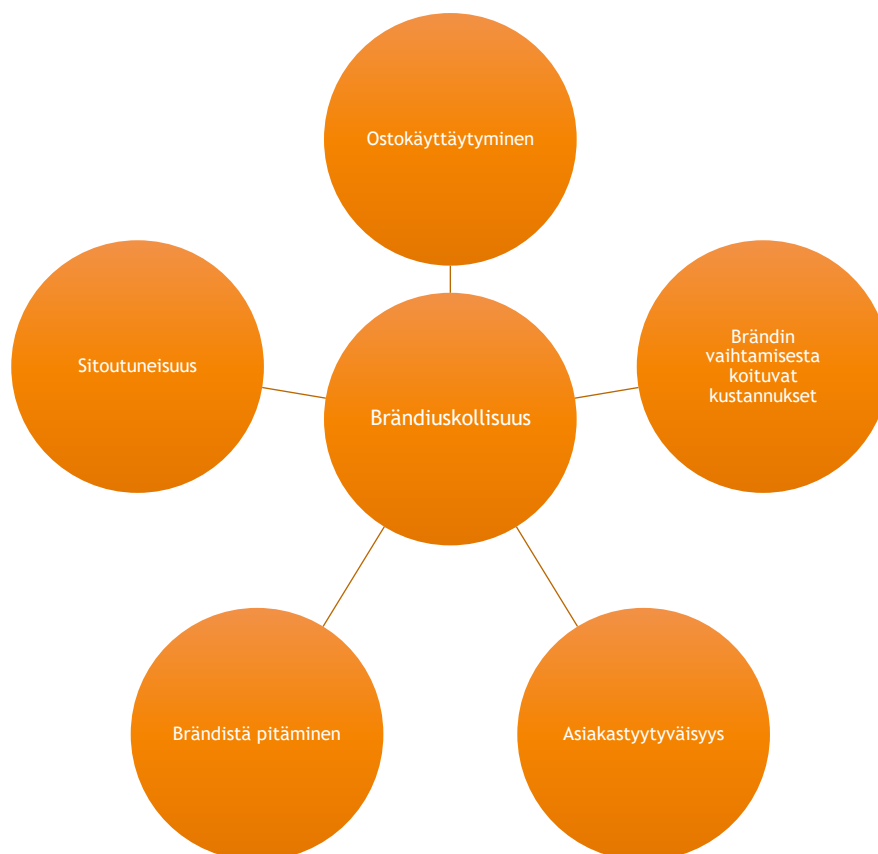 Ostokäyttäytyminen
Brändin
vaihtamisesta
koituvat
kustannukset
Sitoutuneisuus
Brändiuskollisuus
Brändistä pitäminen
Asiakastyytyväisyys